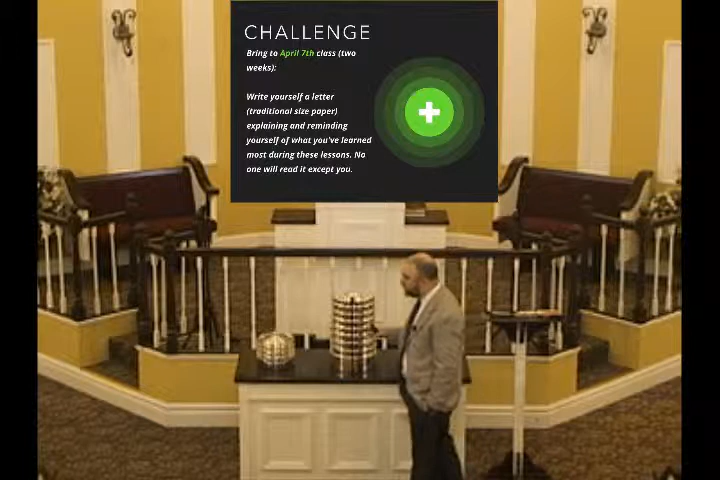 CHALLENGE
Bring to April 7th class (two
weeks):
Write yourself a letter
(traditional size paper)
explaining and reminding
yourself of what you've learned
most during these lessons. No
one will read it except you.